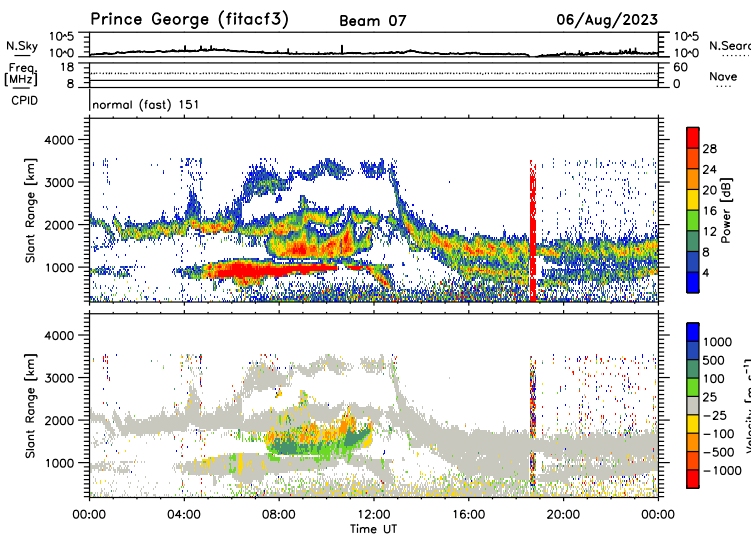 Prince George (fitacf3) Beam 07 06/Aug/2023
N.Sky 10^5 10^0 10^5 10^0 N.Searc
Freq [MHz] 18 8 60 0 Nave
CPID normal (fast) 151
Slant Range [km] 4000 3000 2000 1000
Power [dB] 28 24 20 16 12 8 4
Slant Range [km] 4000 3000 2000 1000
Velocity [m s^-1] 1000 500 100 25 -25 -100 -500 -1000
00:00 04:00 08:00 12:00 16:00 20:00 00:00
Time UT